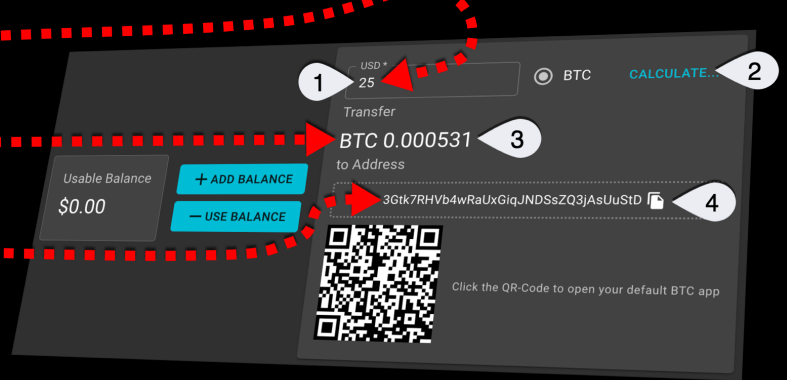 USD *
1
25
BTC
CALCULATE...
2
Transfer
BTC 0.000531
3
to Address
Usable Balance
$0.00
+ ADD BALANCE
− USE BALANCE
3Gtk7RHVb4wRaUxGiqJNDSsZQ3jAsUuStD
4
Click the QR-Code to open your default BTC app